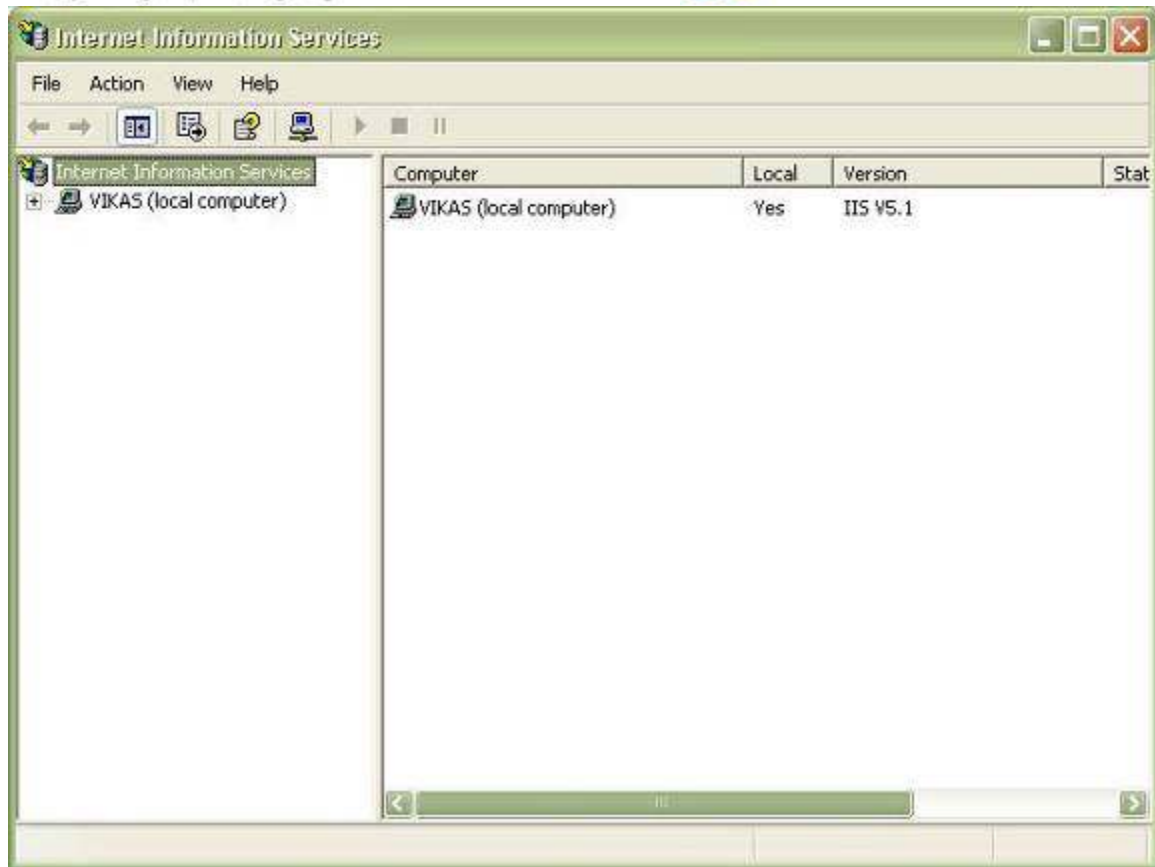 Internet Information Services
File Action View Help
Internet Information Services
VIKAS (local computer)
Computer Local Version Stat
VIKAS (local computer) Yes IIS V5.1